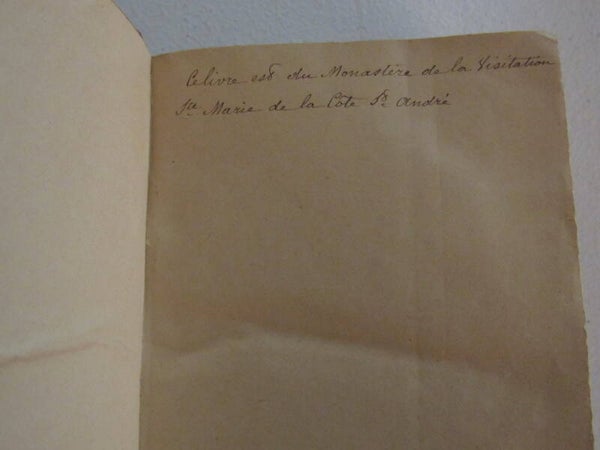 Ce livre est du Monastère de la Visitation
Ste Marie de la Côte St André